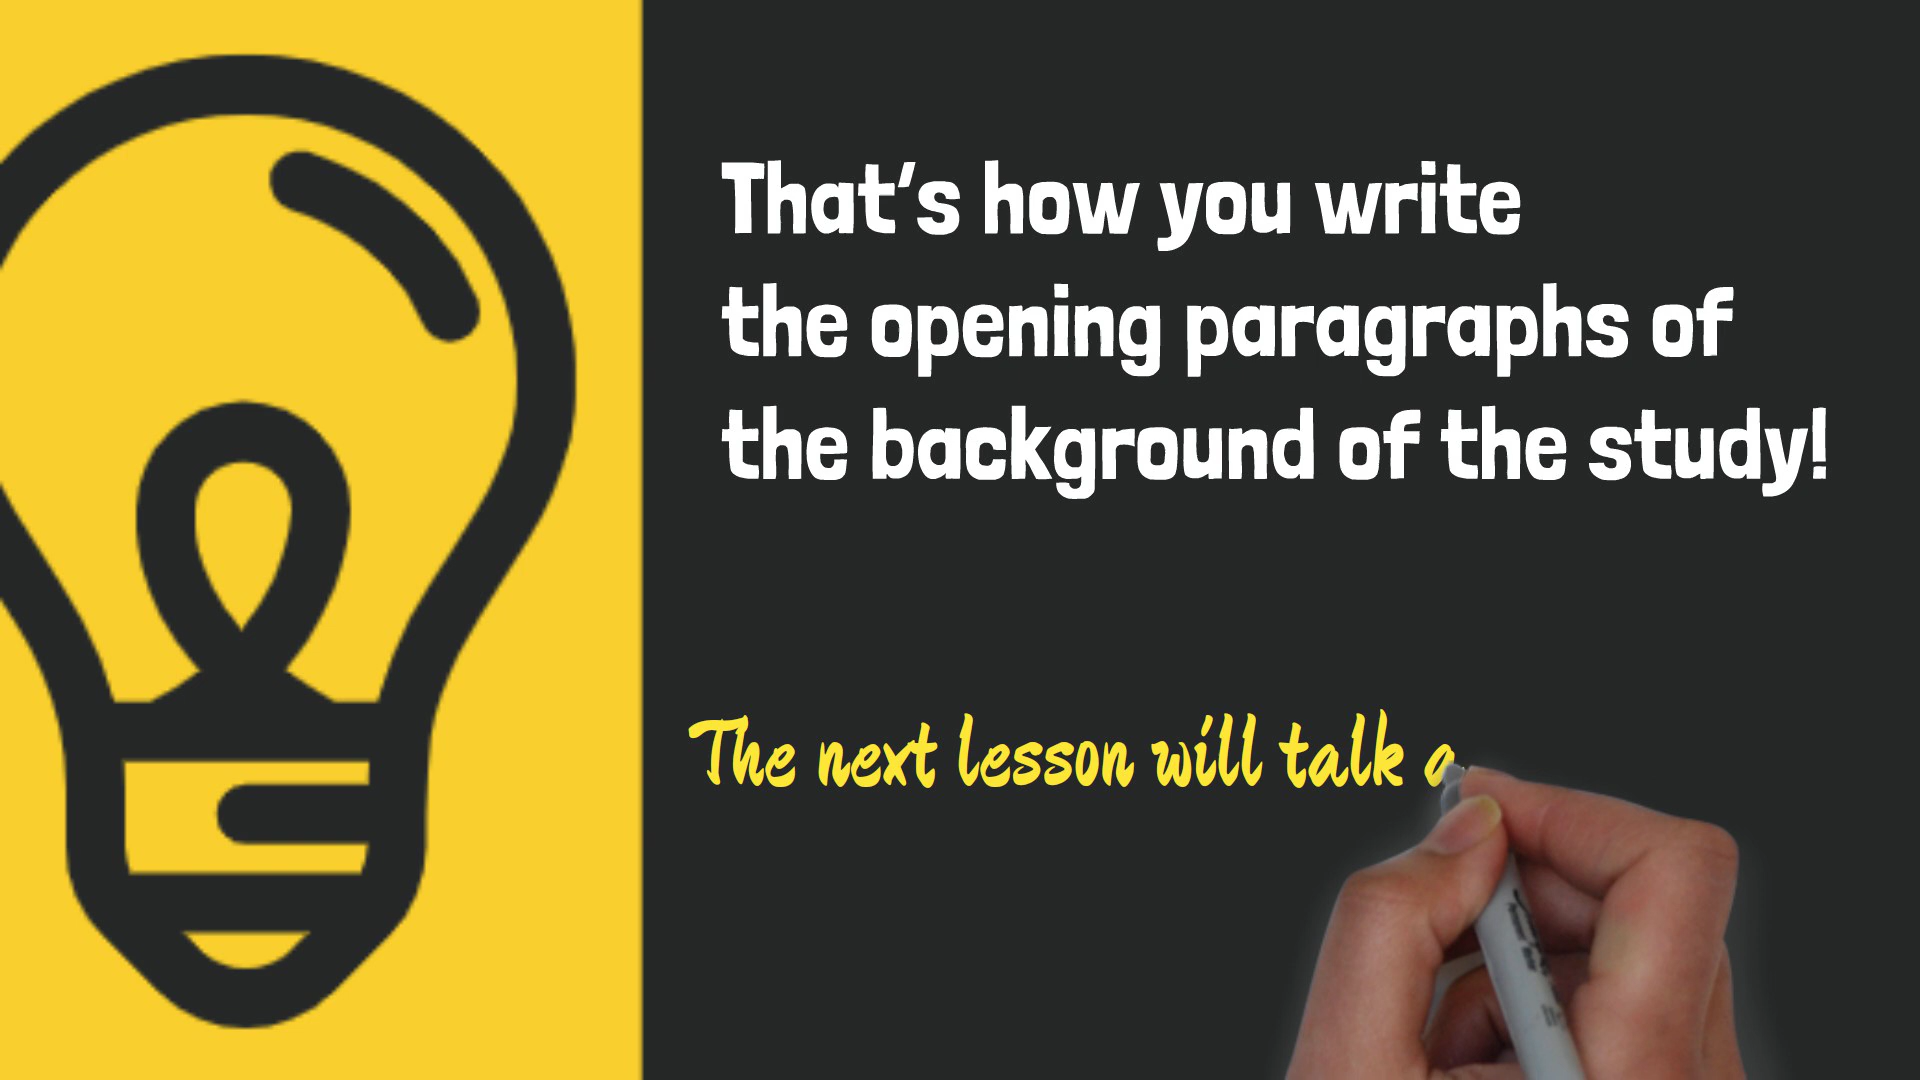 That's how you write
the opening paragraphs of
the background of the study!
The next lesson will talk a